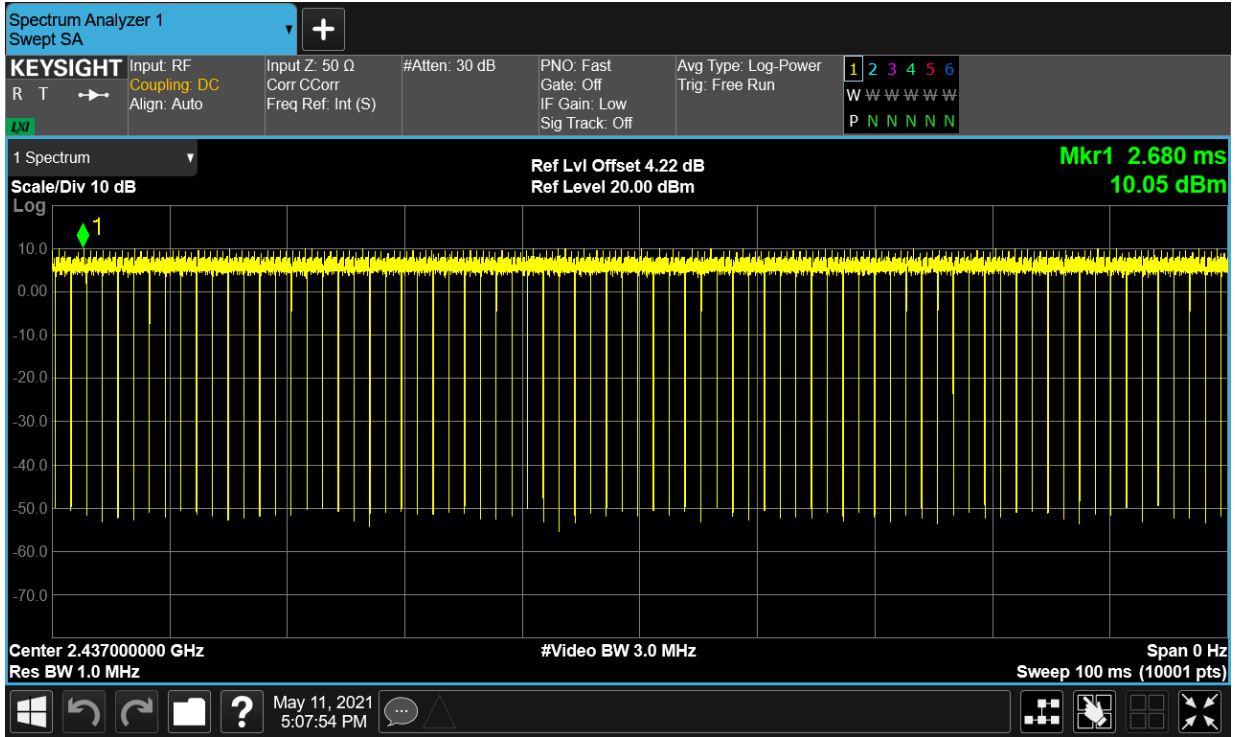 Spectrum Analyzer 1
Swept SA
+
KEYSIGHT
R T
LXI
Input: RF
Coupling: DC
Align: Auto
Input Z: 50 Ω
Corr CCorr
Freq Ref: Int (S)
#Atten: 30 dB
PNO: Fast
Gate: Off
IF Gain: Low
Sig Track: Off
Avg Type: Log-Power
Trig: Free Run
1 2 3 4 5 6
W W W W W W
P N N N N N
1 Spectrum
Scale/Div 10 dB
Log
Ref Lvl Offset 4.22 dB
Ref Level 20.00 dBm
Mkr1 2.680 ms
10.05 dBm
1
10.0
0.00
-10.0
-20.0
-30.0
-40.0
-50.0
-60.0
-70.0
Center 2.437000000 GHz
Res BW 1.0 MHz
#Video BW 3.0 MHz
Span 0 Hz
Sweep 100 ms (10001 pts)
?
May 11, 2021
5:07:54 PM